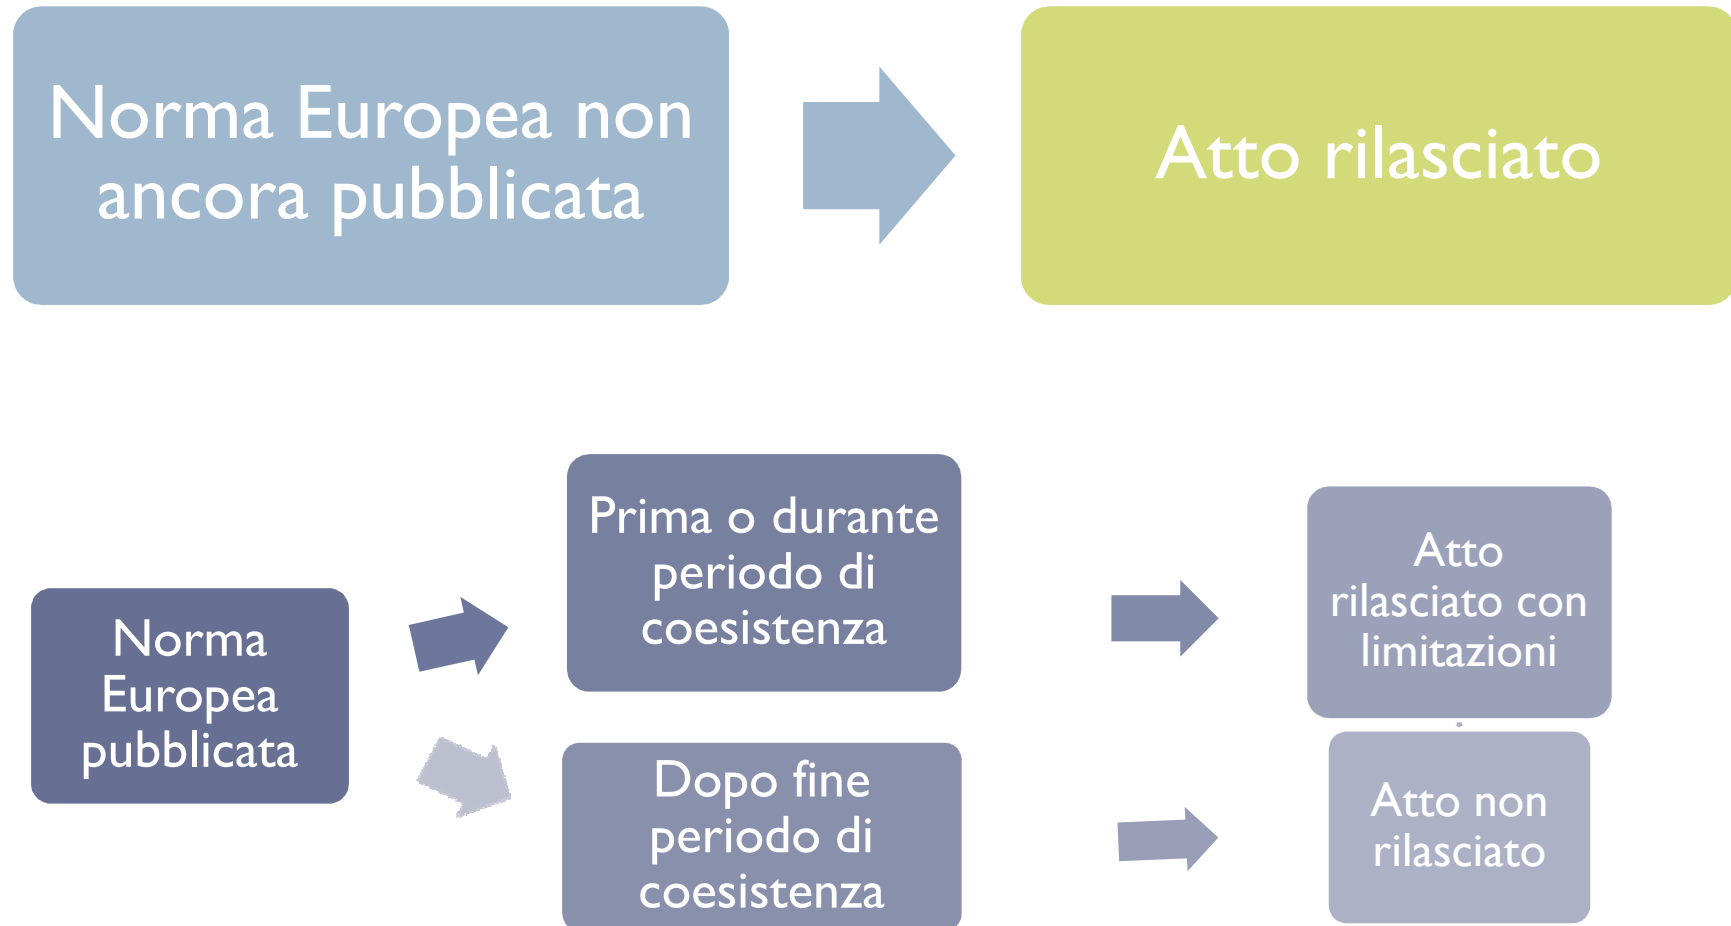 Norma Europea non
ancora pubblicata
Atto rilasciato
Norma
Europea
pubblicata
Prima o durante
periodo di
coesistenza
Atto
rilasciato con
limitazioni
Dopo fine
periodo di
coesistenza
Atto non
rilasciato